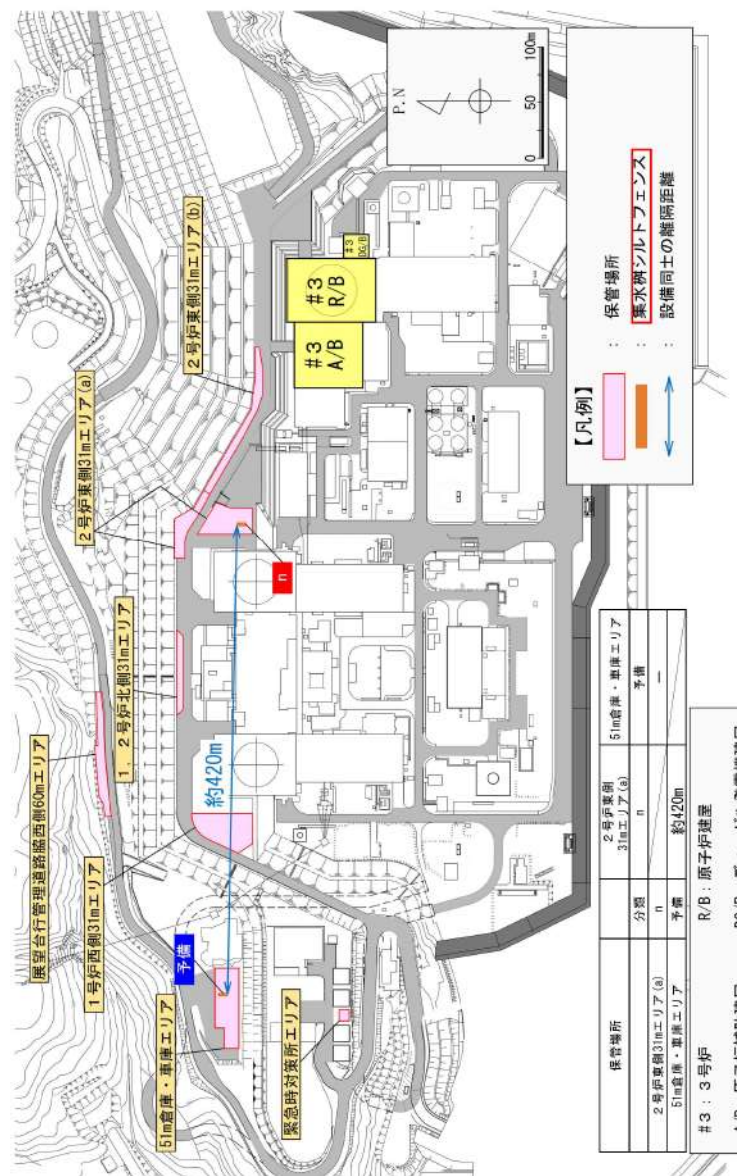 展望台行管理道路脇西側60mエリア
1号炉西側31mエリア
51m倉庫・車庫エリア
予備
緊急時対策所エリア
1、2号炉北側31mエリア
2号炉東側31mエリア(a)
2号炉東側31mエリア(b)
約420m
n
#3
A/B
#3
R/B
#3
DG/B
P.N
0 50 100m
【凡例】
： 保管場所
： 集水桝シルトフェンス
： 設備同士の離隔距離
保管場所 2号炉東側31mエリア(a) 51m倉庫・車庫エリア
分類 n 予備
2号炉東側31mエリア(a) n －
51m倉庫・車庫エリア 予備 約420m
#3：3号炉 R/B：原子炉建屋